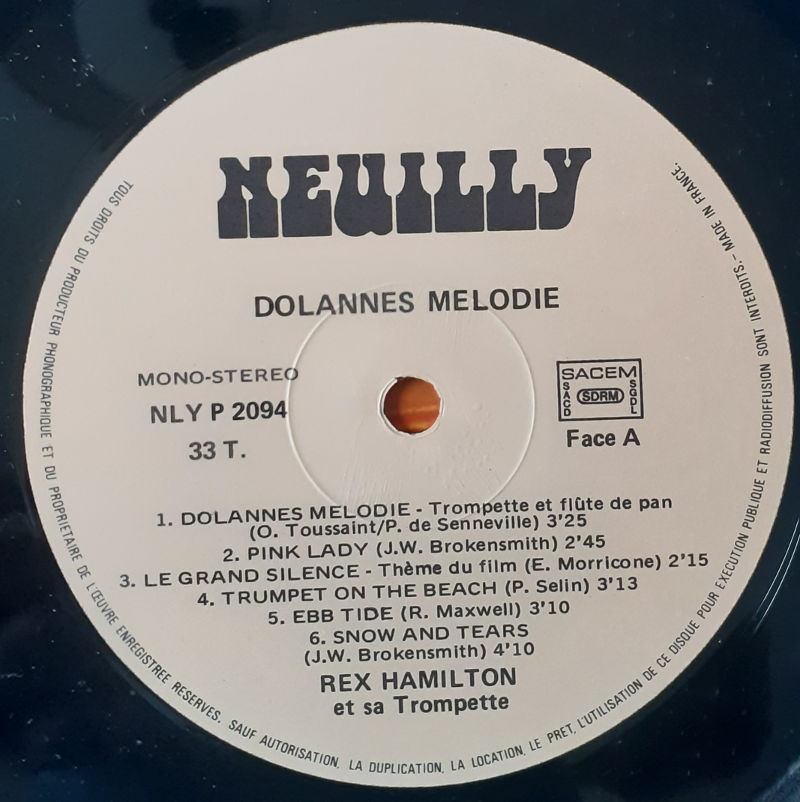 NEUILLY
DOLANNES MELODIE
MONO-STEREO
NLY P 2094
33 T.
SACEM
SACD
SDRM
SGDL
Face A
1. DOLANNES MELODIE - Trompette et flûte de pan
(O. Toussaint/P. de Senneville) 3'25
2. PINK LADY (J.W. Brokensmith) 2'45
3. LE GRAND SILENCE - Thème du film (E. Morricone) 2'15
4. TRUMPET ON THE BEACH (P. Selin) 3'13
5. EBB TIDE (R. Maxwell) 3'10
6. SNOW AND TEARS
(J.W. Brokensmith) 4'10
REX HAMILTON
et sa Trompette
TOUS DROITS DU PRODUCTEUR PHONOGRAPHIQUE ET DU PROPRIETAIRE DE L'ŒUVRE ENREGISTREE RESERVES. SAUF AUTORISATION, LA DUPLICATION, LA LOCATION, LE PRET, L'UTILISATION DE CE DISQUE POUR EXECUTION PUBLIQUE ET RADIODIFFUSION SONT INTERDITS. - MADE IN FRANCE.